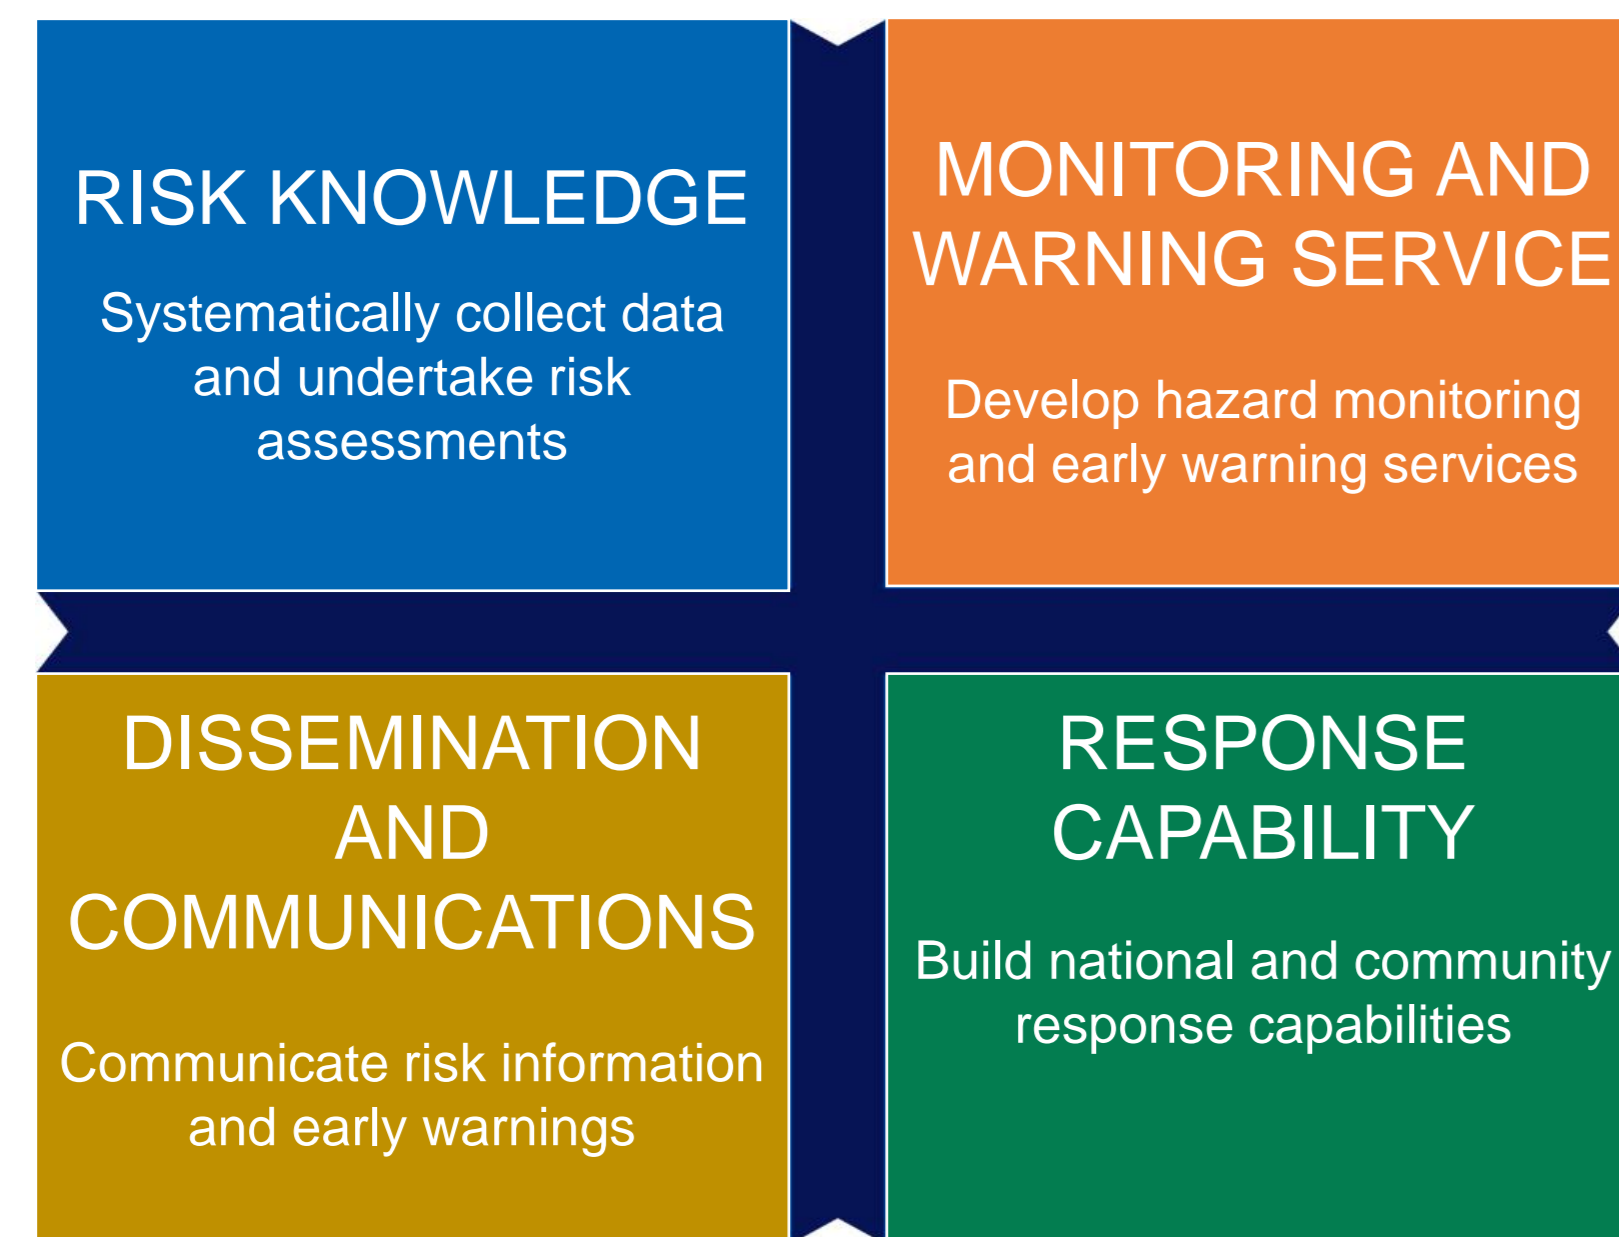 RISK KNOWLEDGE
Systematically collect data
and undertake risk
assessments
MONITORING AND
WARNING SERVICE
Develop hazard monitoring
and early warning services
DISSEMINATION
AND
COMMUNICATIONS
Communicate risk information
and early warnings
RESPONSE
CAPABILITY
Build national and community
response capabilities